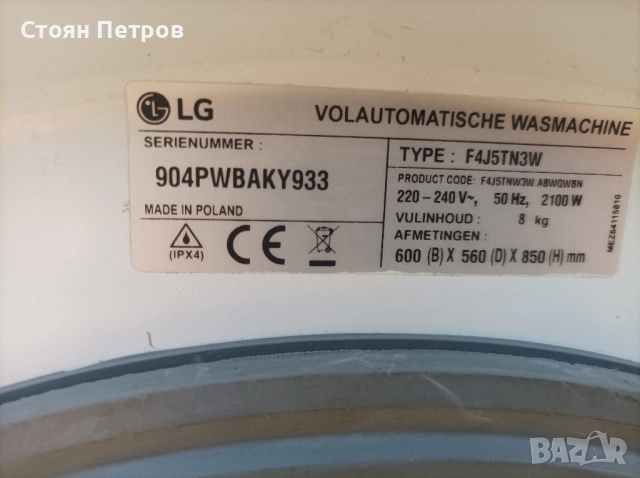 Стоян Петров
LG
VOLAUTOMATISCHE WASMACHINE
SERIENUMMER :
904PWBAKY933
MADE IN POLAND
(IPX4)
CE
TYPE : F4J5TN3W
PRODUCT CODE: F4J5TNW3W.ABWQWBN
220 - 240 V~, 50 Hz, 2100 W
VULINHOUD : 8 kg
AFMETINGEN :
600 (B) X 560 (D) X 850 (H) mm
MEZ64115810
BAZAR